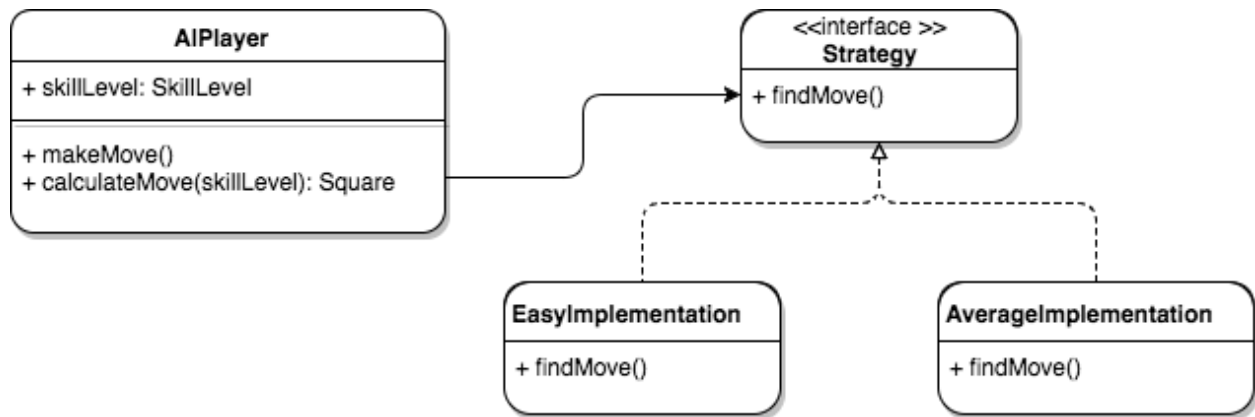 AIPlayer
+ skillLevel: SkillLevel
+ makeMove()
+ calculateMove(skillLevel): Square
<<interface >>
Strategy
+ findMove()
EasyImplementation
+ findMove()
AverageImplementation
+ findMove()